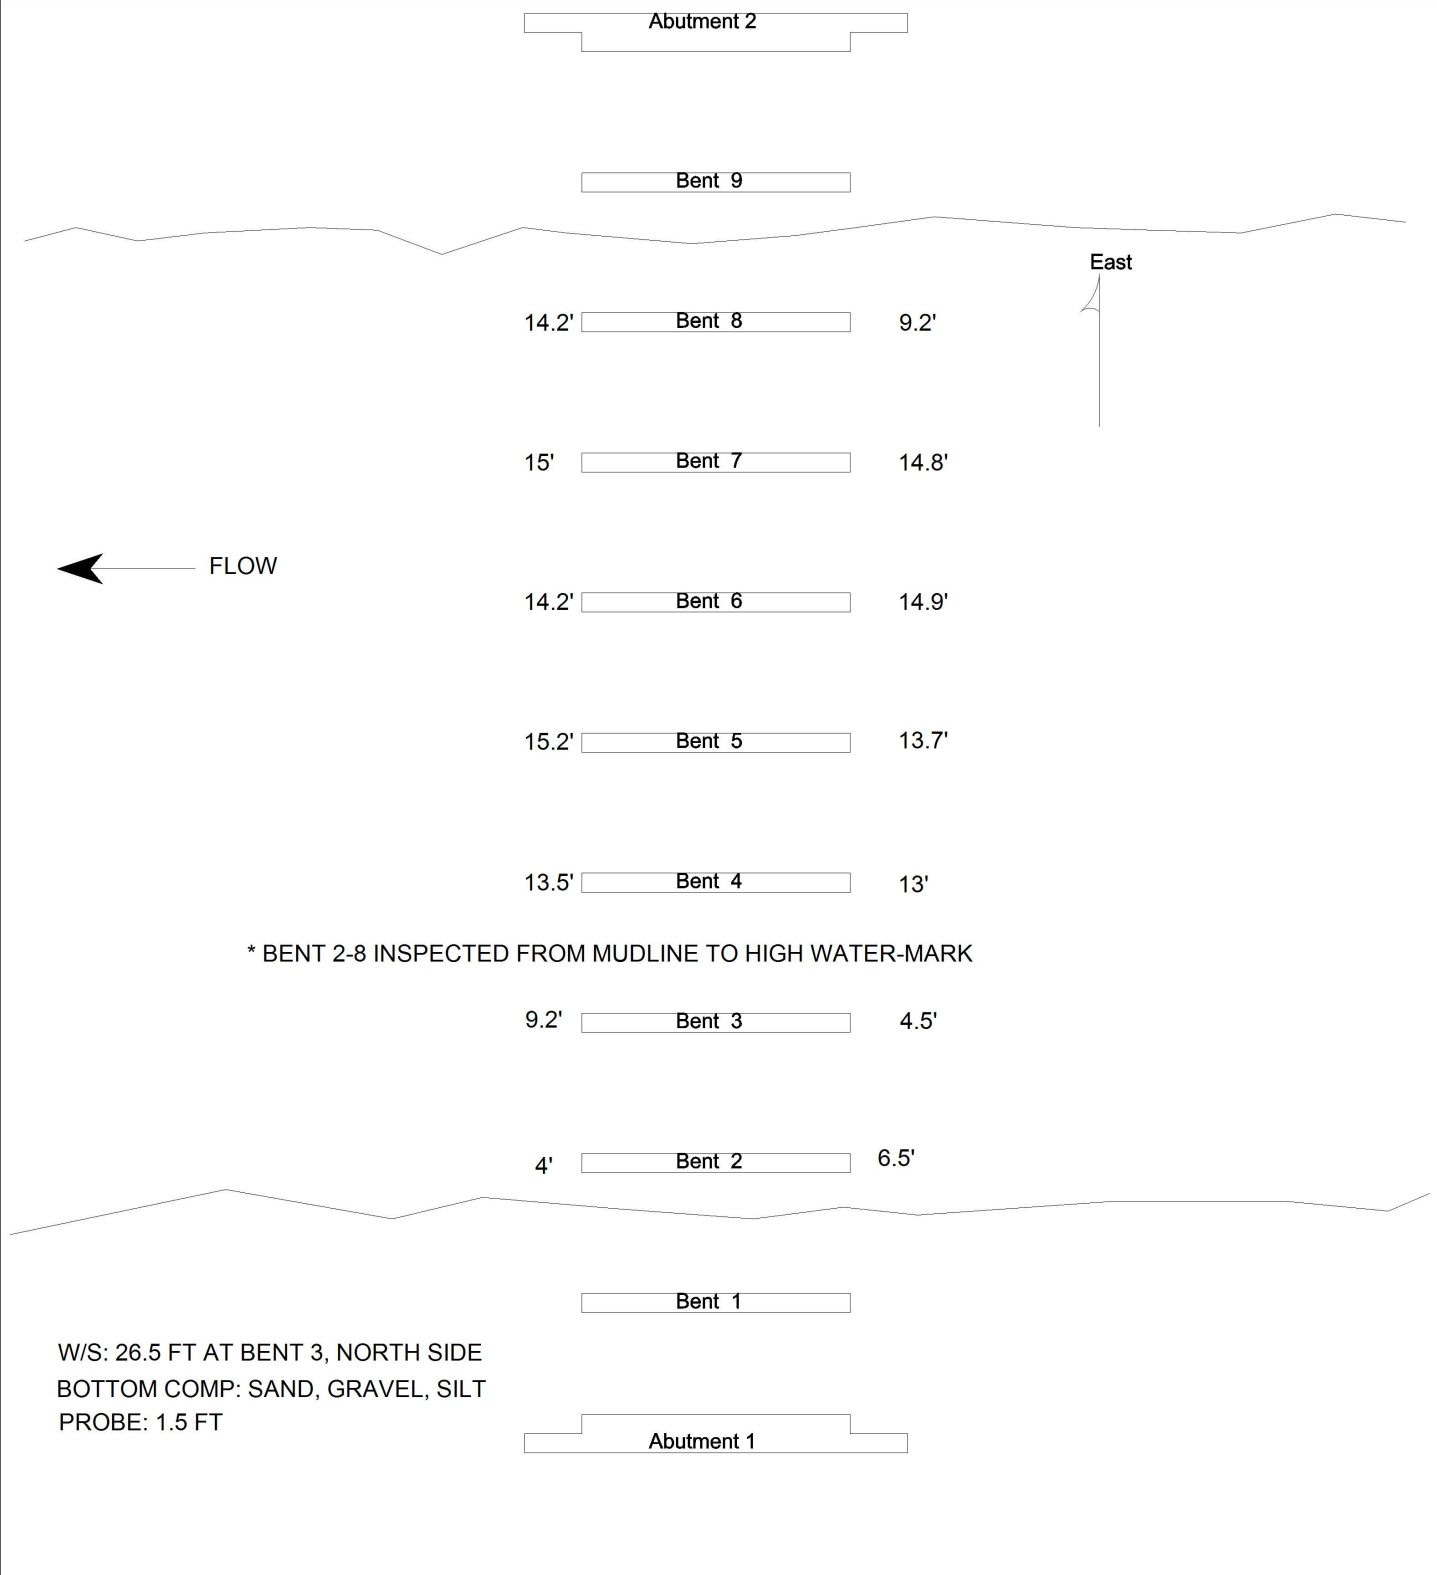 Abutment 2
Bent 9
East
14.2' Bent 8 9.2'
15' Bent 7 14.8'
FLOW
14.2' Bent 6 14.9'
15.2' Bent 5 13.7'
13.5' Bent 4 13'
* BENT 2-8 INSPECTED FROM MUDLINE TO HIGH WATER-MARK
9.2' Bent 3 4.5'
4' Bent 2 6.5'
Bent 1
W/S: 26.5 FT AT BENT 3, NORTH SIDE
BOTTOM COMP: SAND, GRAVEL, SILT
PROBE: 1.5 FT
Abutment 1